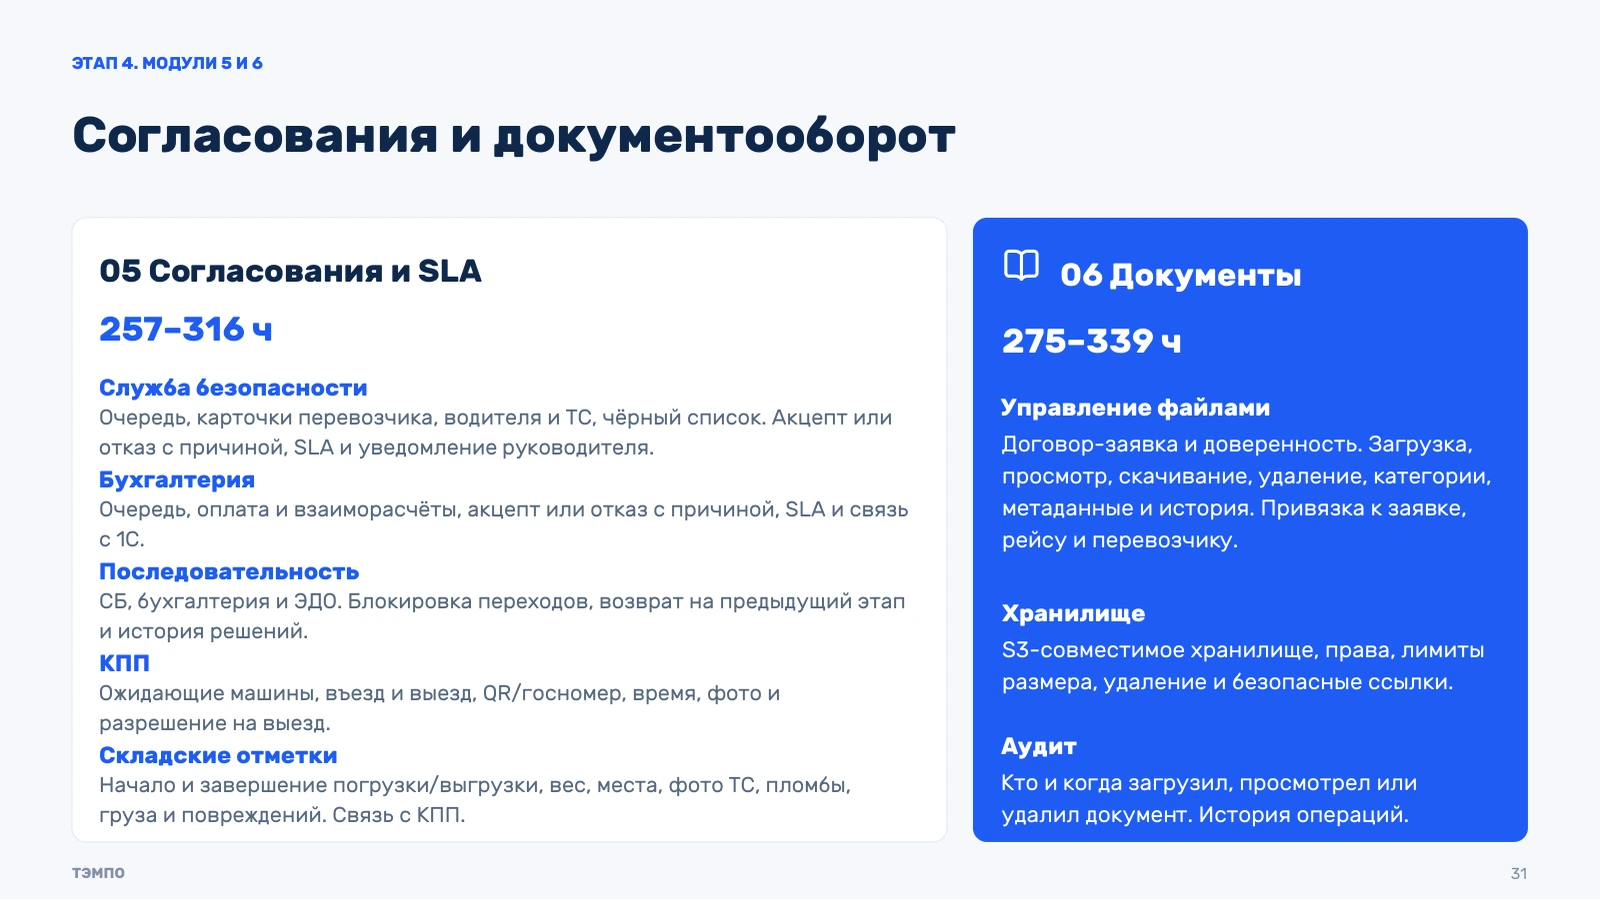 ЭТАП 4. МОДУЛИ 5 И 6
Согласования и документооборот
05 Согласования и SLA
257–316 ч
Служба безопасности
Очередь, карточки перевозчика, водителя и ТС, чёрный список. Акцепт или
отказ с причиной, SLA и уведомление руководителя.
Бухгалтерия
Очередь, оплата и взаиморасчёты, акцепт или отказ с причиной, SLA и связь
с 1С.
Последовательность
СБ, бухгалтерия и ЭДО. Блокировка переходов, возврат на предыдущий этап
и история решений.
КПП
Ожидающие машины, въезд и выезд, QR/госномер, время, фото и
разрешение на выезд.
Складские отметки
Начало и завершение погрузки/выгрузки, вес, места, фото ТС, пломбы,
груза и повреждений. Связь с КПП.
06 Документы
275–339 ч
Управление файлами
Договор-заявка и доверенность. Загрузка,
просмотр, скачивание, удаление, категории,
метаданные и история. Привязка к заявке,
рейсу и перевозчику.
Хранилище
S3-совместимое хранилище, права, лимиты
размера, удаление и безопасные ссылки.
Аудит
Кто и когда загрузил, просмотрел или
удалил документ. История операций.
ТЭМПО
31